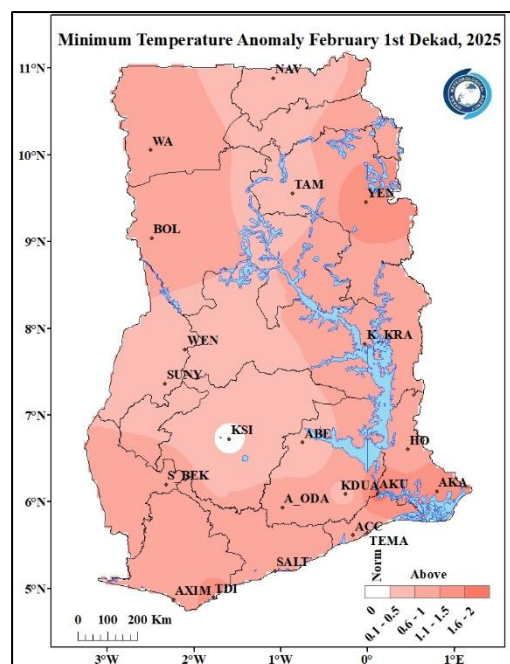 Minimum Temperature Anomaly February 1st Dekad, 2025
11°N
NAV
10°N
WA
TAM
YEN
9°N
BOL
8°N
WEN
K_KRA
SUNY
7°N
KSI
ABE
HO
S_BEK
6°N
A_ODA
KDUA
AKU
AKA
ACC
TEMA
SALT
5°N
AXIM
TDI
Norm
Above
0
0.1 - 0.5
0.6 - 1
1.1 - 1.5
1.6 - 2
0 50 100 200 Km
3°W 2°W 1°W 0° 1°E